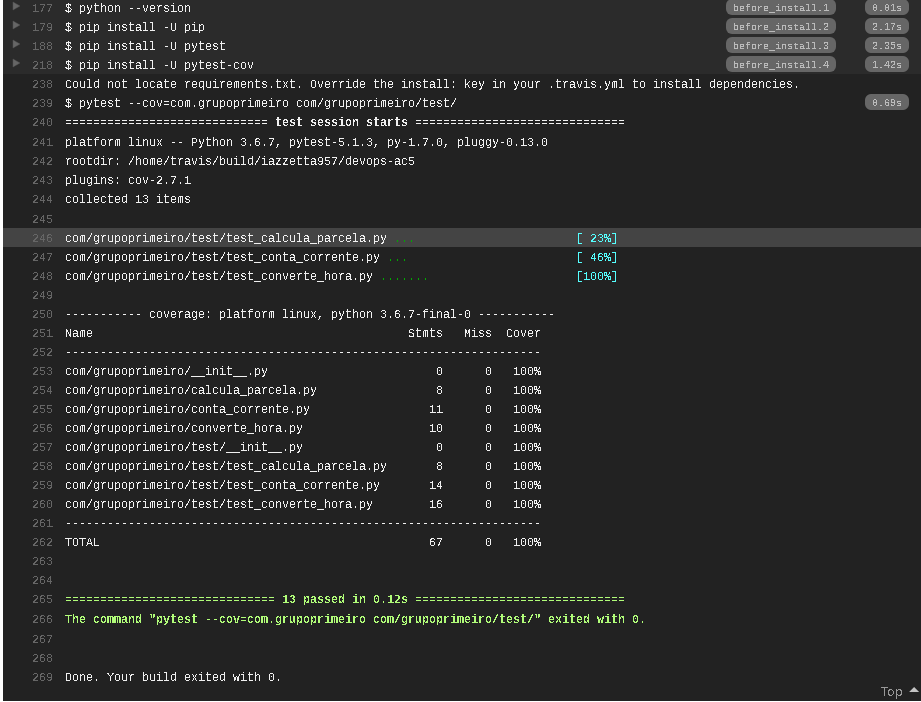 177 $ python --version before_install.1 0.01s
179 $ pip install -U pip before_install.2 2.17s
188 $ pip install -U pytest before_install.3 2.35s
218 $ pip install -U pytest-cov before_install.4 1.42s
238 Could not locate requirements.txt. Override the install: key in your .travis.yml to install dependencies.
239 $ pytest --cov=com.grupoprimeiro com/grupoprimeiro/test/ 0.69s
240 ============================= test session starts ==============================
241 platform linux -- Python 3.6.7, pytest-5.1.3, py-1.7.0, pluggy-0.13.0
242 rootdir: /home/travis/build/iazzetta957/devops-ac5
243 plugins: cov-2.7.1
244 collected 13 items
245
246 com/grupoprimeiro/test/test_calcula_parcela.py ... [ 23%]
247 com/grupoprimeiro/test/test_conta_corrente.py ... [ 46%]
248 com/grupoprimeiro/test/test_converte_hora.py ....... [100%]
249
250 ----------- coverage: platform linux, python 3.6.7-final-0 -----------
251 Name Stmts Miss Cover
252 --------------------------------------------------------------------
253 com/grupoprimeiro/__init__.py 0 0 100%
254 com/grupoprimeiro/calcula_parcela.py 8 0 100%
255 com/grupoprimeiro/conta_corrente.py 11 0 100%
256 com/grupoprimeiro/converte_hora.py 10 0 100%
257 com/grupoprimeiro/test/__init__.py 0 0 100%
258 com/grupoprimeiro/test/test_calcula_parcela.py 8 0 100%
259 com/grupoprimeiro/test/test_conta_corrente.py 14 0 100%
260 com/grupoprimeiro/test/test_converte_hora.py 16 0 100%
261 --------------------------------------------------------------------
262 TOTAL 67 0 100%
263
264
265 ============================== 13 passed in 0.12s ==============================
266 The command "pytest --cov=com.grupoprimeiro com/grupoprimeiro/test/" exited with 0.
267
268
269 Done. Your build exited with 0.
Top